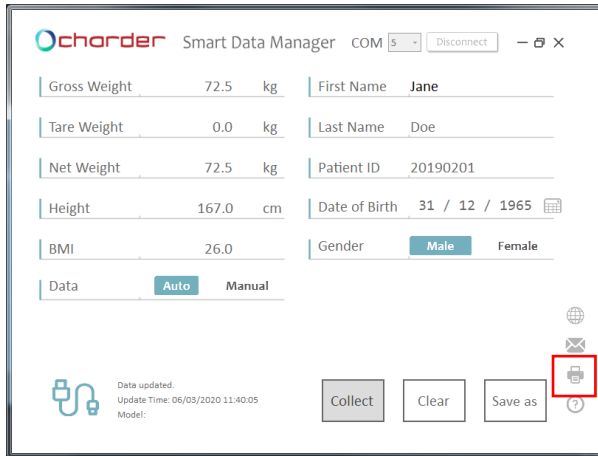 charder Smart Data Manager COM 5 Disconnect
Gross Weight 72.5 kg First Name Jane
Tare Weight 0.0 kg Last Name Doe
Net Weight 72.5 kg Patient ID 20190201
Height 167.0 cm Date of Birth 31 / 12 / 1965
BMI 26.0 Gender Male Female
Data Auto Manual
Data updated.
Update Time: 06/03/2020 11:40:05
Model:
Collect Clear Save as
?